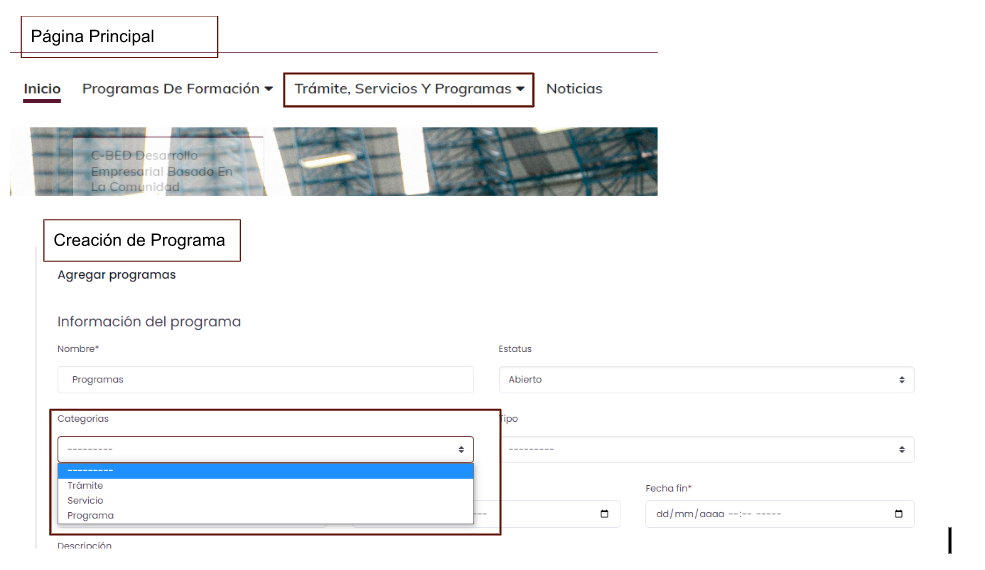 Página Principal
Inicio Programas De Formación Trámite, Servicios Y Programas Noticias
C-BED Desarrollo
Empresarial Basado En
La Comunidad
Creación de Programa
Agregar programas
Información del programa
Nombre* Estatus
Programas Abierto
Categorias Tipo
--------- ---------
---------
Trámite
Servicio
Programa
Fecha fin*
--- dd/mm/aaaa --:-- -----
Descripción